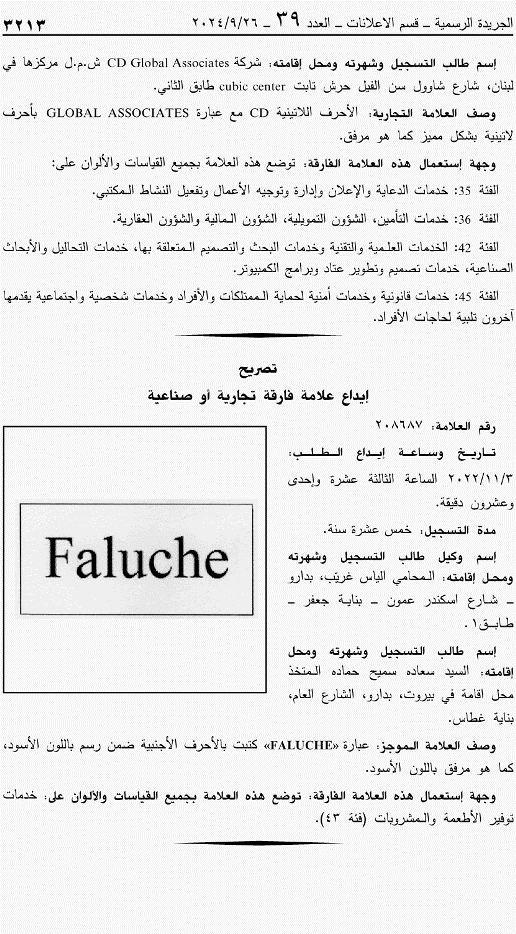 الجريدة الرسمية ــ قسم الاعلانات ــ العدد ٣٩ ــ ٢٠٢٤/٩/٢٦ ٣٢١٣
إسم طالب التسجيل وشهرته ومحل إقامته: شركة CD Global Associates ش.م.ل مركزها في
لبنان، شارع شاوول سن الفيل حرش تابت cubic center طابق الثاني.
وصف العلامة التجارية: الأحرف اللاتينية CD مع عبارة GLOBAL ASSOCIATES بأحرف
لاتينية بشكل مميز كما هو مرفق.
وجهة إستعمال هذه العلامة الفارقة: توضع هذه العلامة بجميع القياسات والألوان على:
الفئة 35: خدمات الدعاية والإعلان وإدارة وتوجيه الأعمال وتفعيل النشاط المكتبي.
الفئة 36: خدمات التأمين، الشؤون التمويلية، الشؤون المالية والشؤون العقارية.
الفئة 42: الخدمات العلمية والتقنية وخدمات البحث والتصميم المتعلقة بها، خدمات التحاليل والأبحاث
الصناعية، خدمات تصميم وتطوير عتاد وبرامج الكمبيوتر.
الفئة 45: خدمات قانونية وخدمات أمنية لحماية الممتلكات والأفراد وخدمات شخصية واجتماعية يقدمها
آخرون تلبية لحاجات الأفراد.
تصريح
إيداع علامة فارقة تجارية أو صناعية
رقم العلامة: ٢٠٨٦٨٧
تاريخ وساعة إيداع الطلب:
٢٠٢٢/١١/٣ الساعة الثالثة عشرة وإحدى
وعشرون دقيقة.
مدة التسجيل: خمس عشرة سنة.
إسم وكيل طالب التسجيل وشهرته
ومحل إقامته: المحامي الياس غريّب، بدارو
ــ شارع اسكندر عمون ــ بناية جعفر ــ
طابق١.
إسم طالب التسجيل وشهرته ومحل
إقامته: السيد سعاده سميح حماده المتخذ
محل اقامة في بيروت، بدارو، الشارع العام،
بناية غطاس.
Faluche
وصف العلامة الموجز: عبارة «FALUCHE» كتبت بالأحرف الأجنبية ضمن رسم باللون الأسود،
كما هو مرفق باللون الأسود.
وجهة إستعمال هذه العلامة الفارقة: توضع هذه العلامة بجميع القياسات والألوان على: خدمات
توفير الأطعمة والمشروبات (فئة ٤٣).